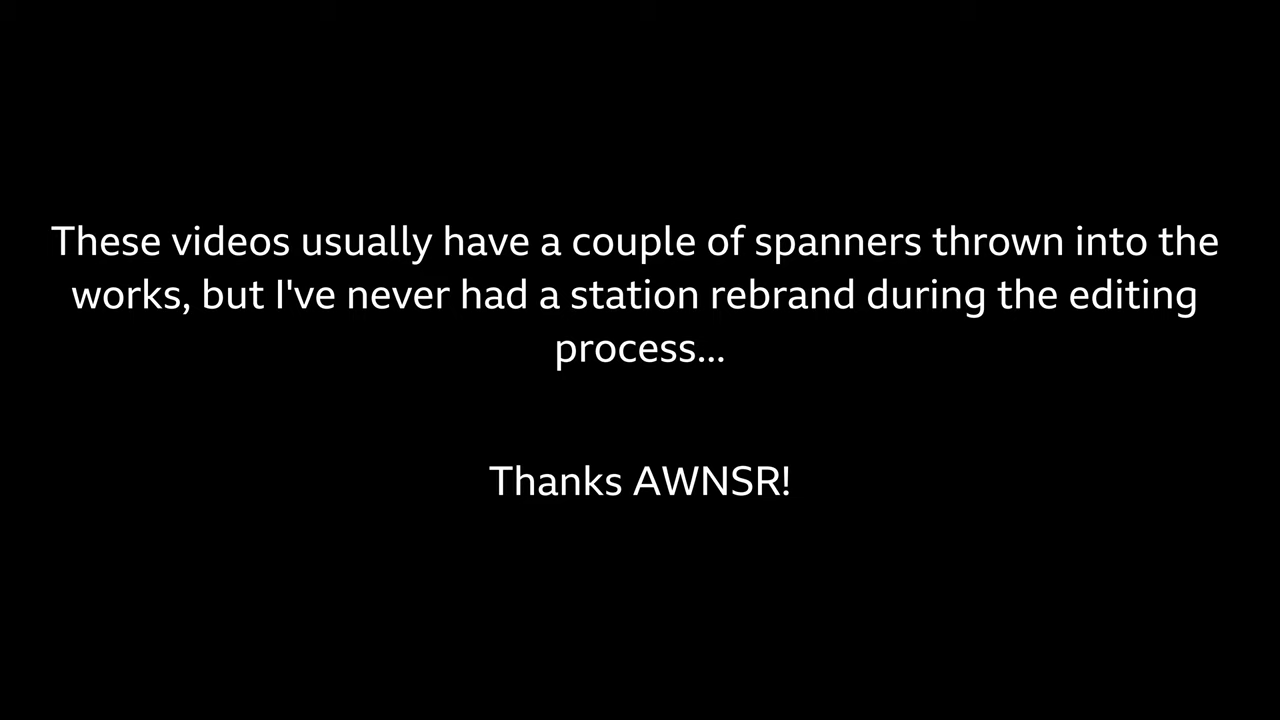 These videos usually have a couple of spanners thrown into the
works, but I've never had a station rebrand during the editing
process...
Thanks AWNSR!